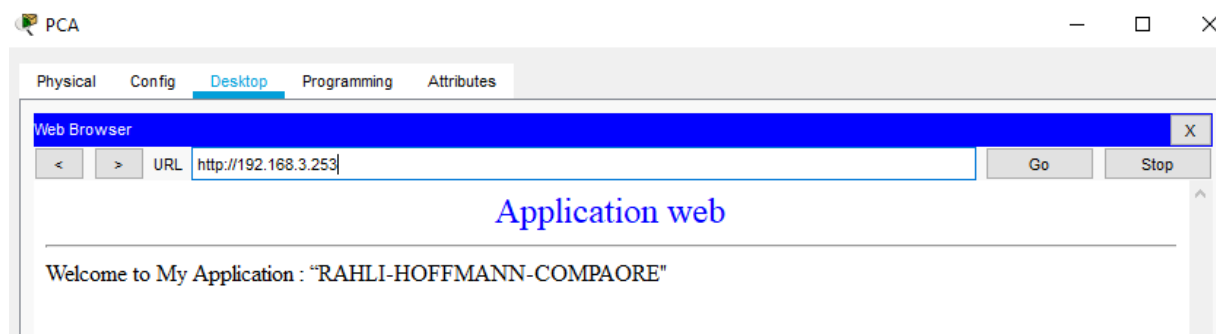 PCA
Physical Config Desktop Programming Attributes
Web Browser X
< > URL http://192.168.3.253 Go Stop
Application web
Welcome to My Application : “RAHLI-HOFFMANN-COMPAORE"